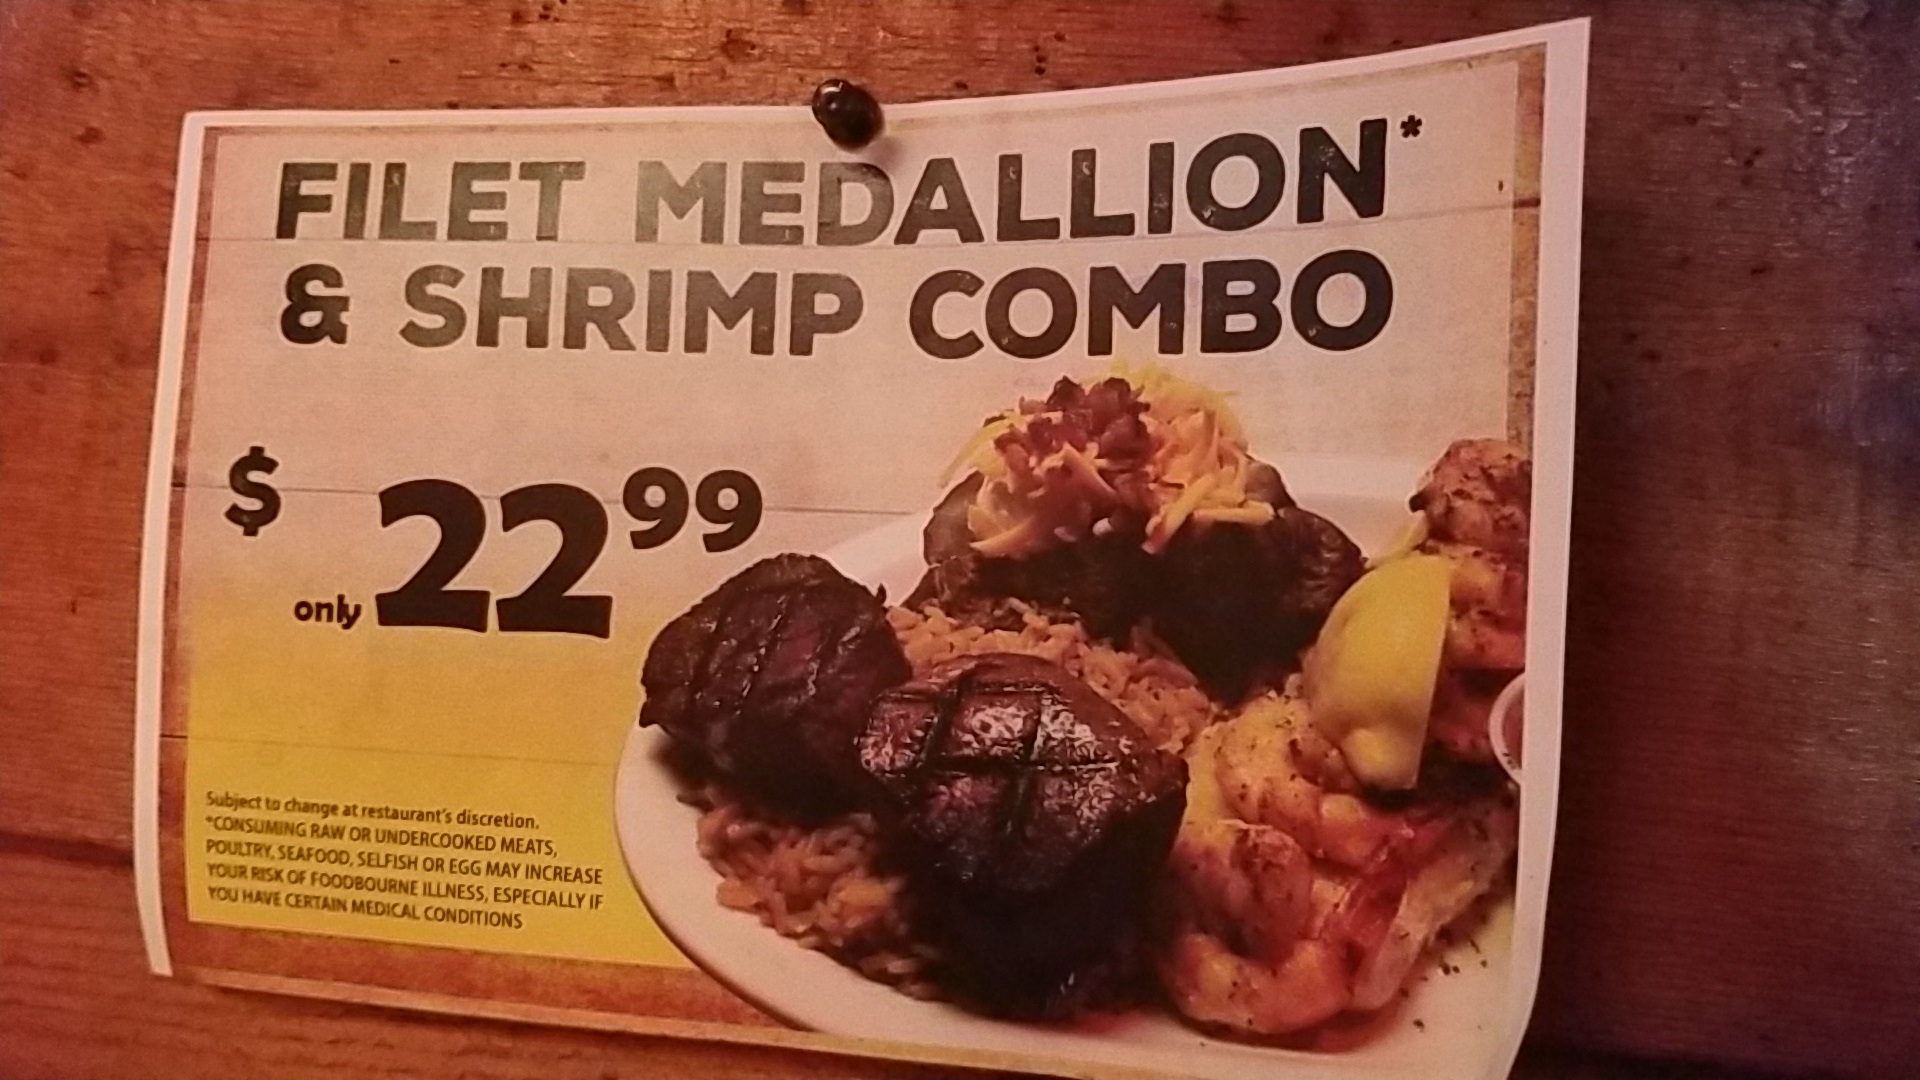 FILET MEDALLION*
& SHRIMP COMBO
$ only 22 99
Subject to change at restaurant's discretion.
*CONSUMING RAW OR UNDERCOOKED MEATS,
POULTRY, SEAFOOD, SELFISH OR EGG MAY INCREASE
YOUR RISK OF FOODBOURNE ILLNESS, ESPECIALLY IF
YOU HAVE CERTAIN MEDICAL CONDITIONS